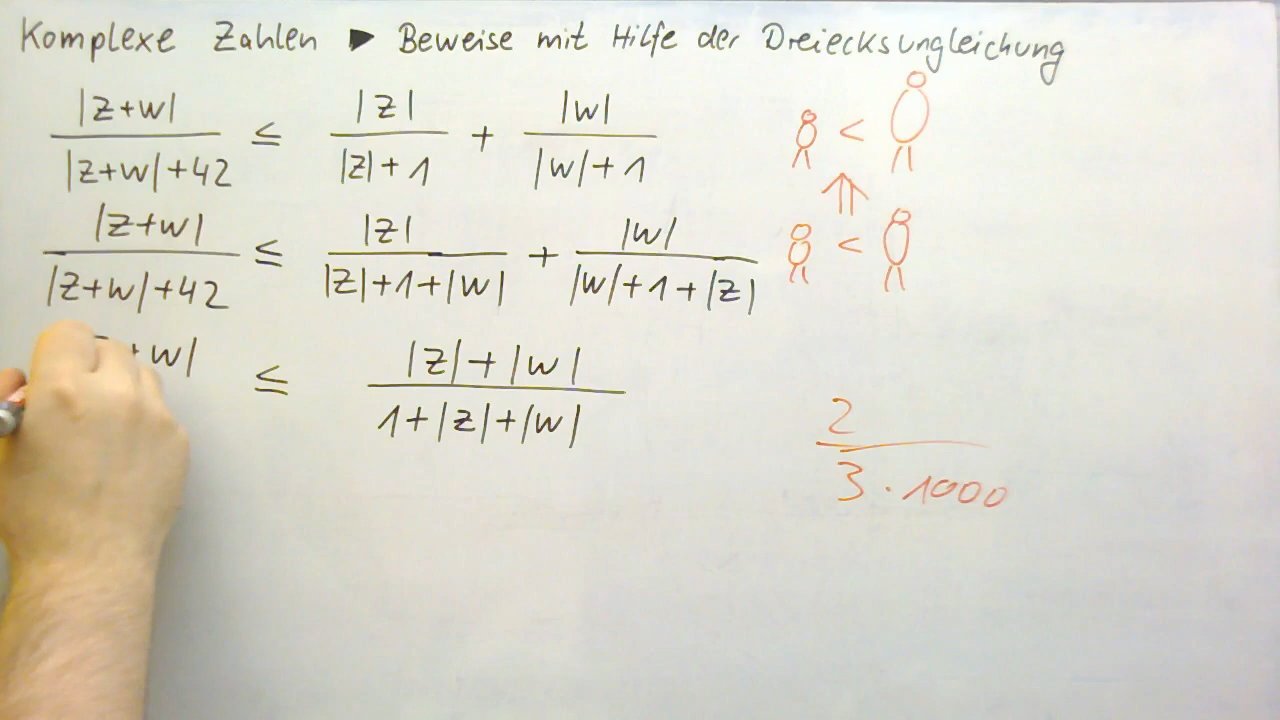 Komplexe Zahlen ▶ Beweise mit Hilfe der Dreiecksungleichung
|z+w| / |z+w|+42 ≤ |z| / |z|+1 + |w| / |w|+1
<
|z+w| / |z+w|+42 ≤ |z| / |z|+1+|w| + |w| / |w|+1+|z|
⇑
<
+w| ≤ |z|+|w| / 1+|z|+|w|
2 / 3·1000